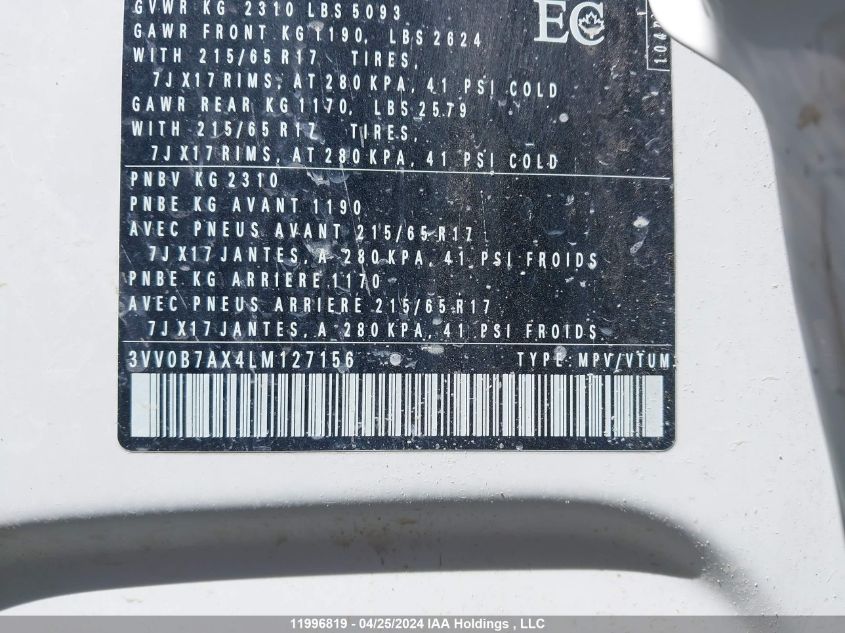 GVWR KG 2310 LBS 5093
GAWR FRONT KG 1190, LBS 2624
WITH 215/65 R17 TIRES,
7J X17 RIMS, AT 280 KPA, 41 PSI COLD
GAWR REAR KG 1170, LBS 2579
WITH 215/65 R17 TIRES,
7J X17 RIMS, AT 280 KPA, 41 PSI COLD
EC
PNBV KG 2310
PNBE KG AVANT 1190
AVEC PNEUS AVANT 215/65 R17
7J X17 JANTES, A 280 KPA, 41 PSI FROIDS
PNBE KG ARRIERE 1170
AVEC PNEUS ARRIERE 215/65 R17
7J X17 JANTES, A 280 KPA, 41 PSI FROIDS
3VV0B7AX4LM127156 TYPE: MPV/VTUM
11996819 - 04/25/2024 IAA Holdings , LLC